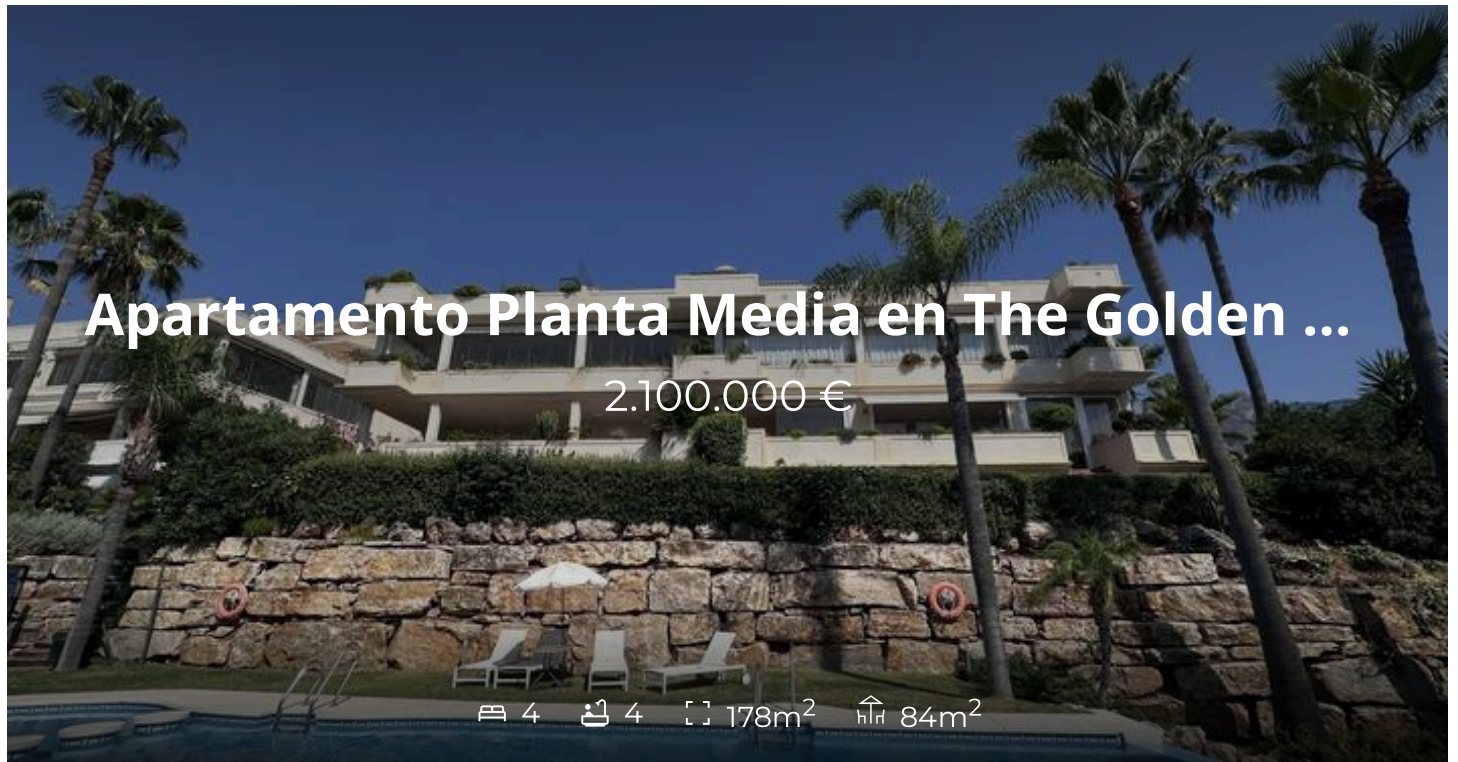 Apartamento Planta Media en The Golden ...
2.100.000 €
4 4 178m² 84m²